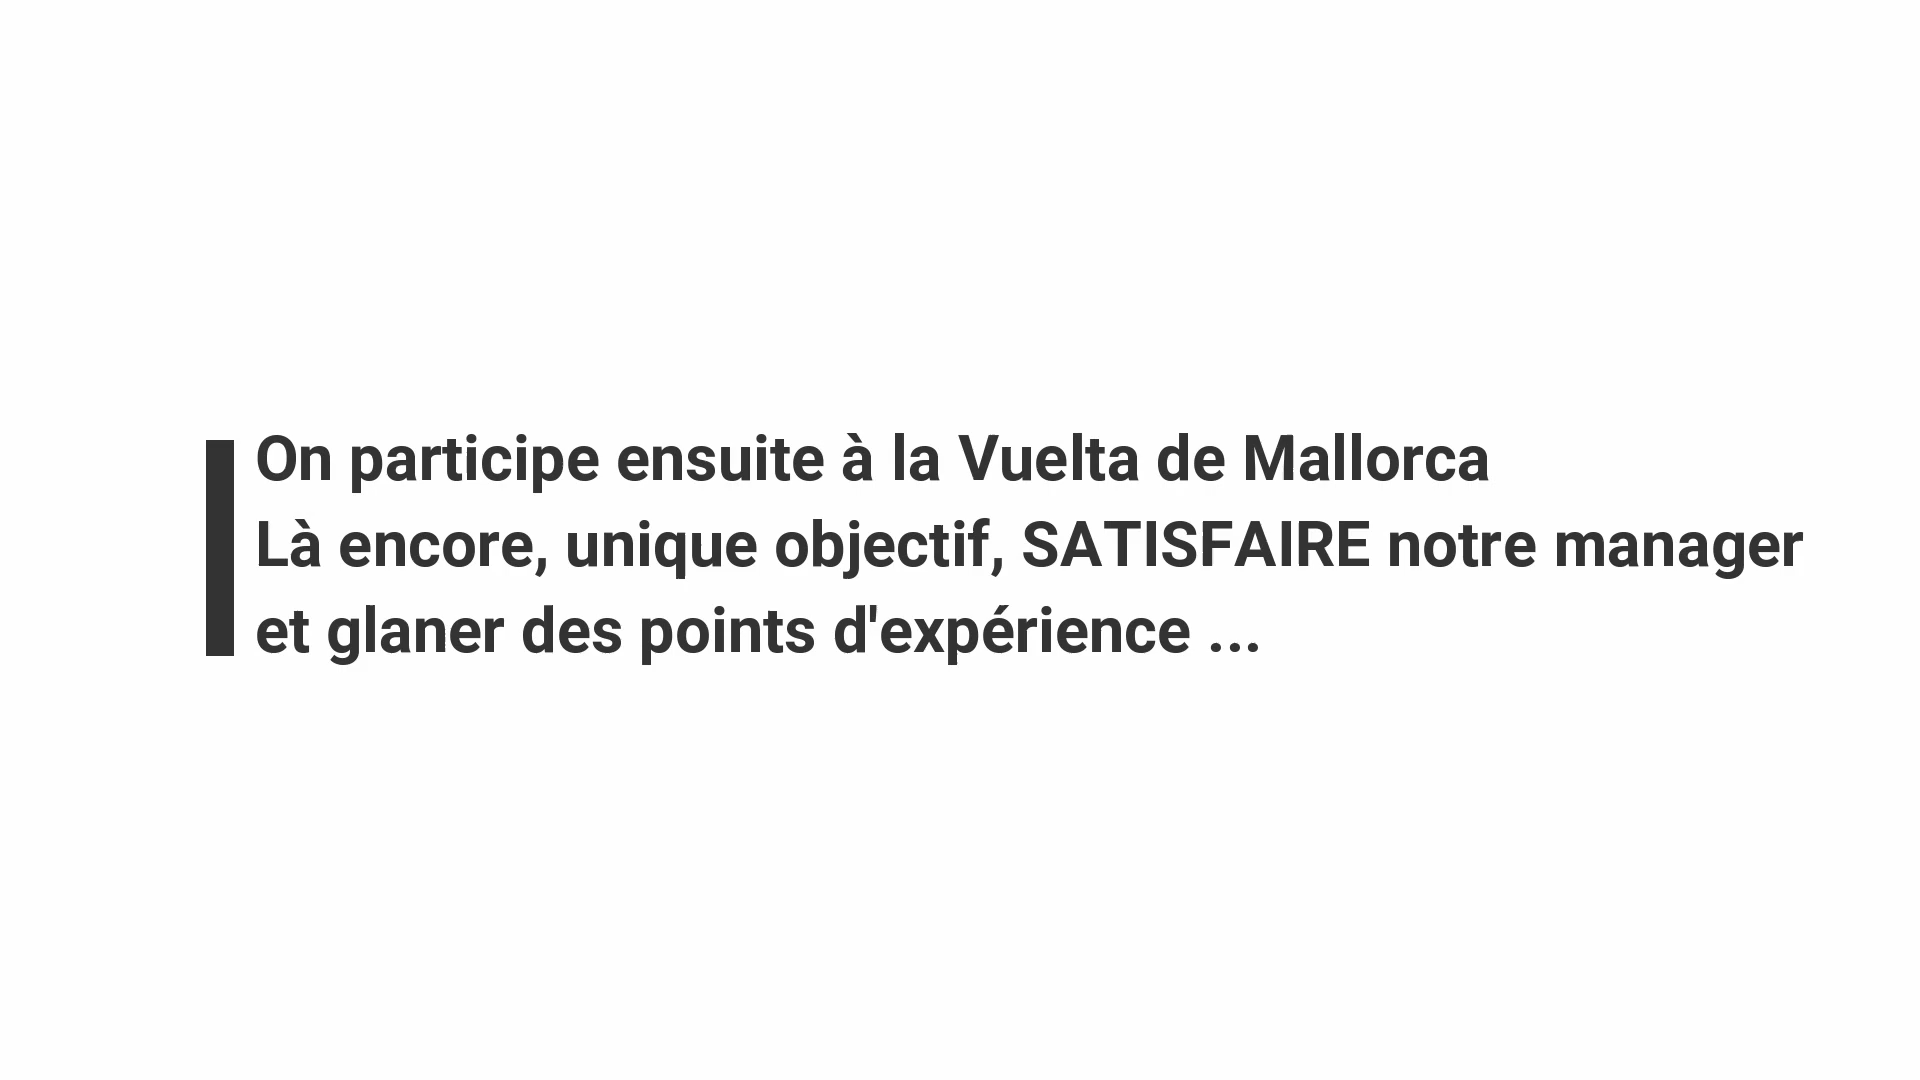 On participe ensuite à la Vuelta de Mallorca
Là encore, unique objectif, SATISFAIRE notre manager
et glaner des points d'expérience ...